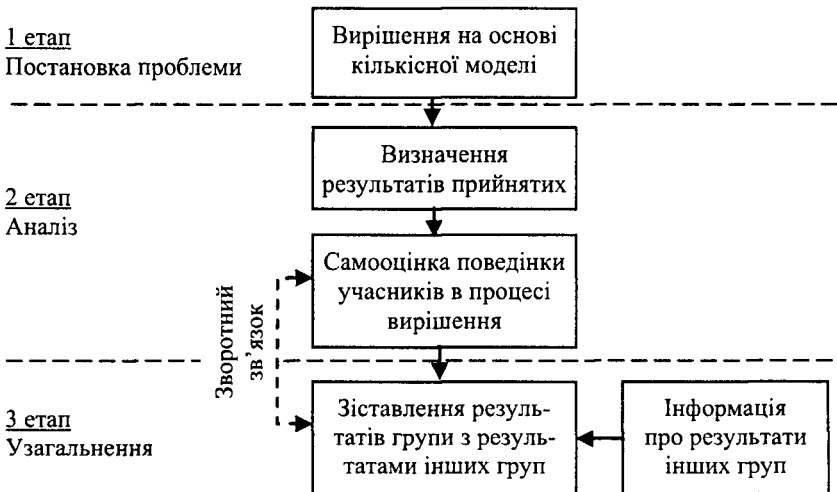 1 етап
Постановка проблеми
Вирішення на основі
кількісної моделі
2 етап
Аналіз
Визначення
результатів прийнятих
Самооцінка поведінки
учасників в процесі
вирішення
Зворотний
зв’язок
3 етап
Узагальнення
Зіставлення резуль-
татів групи з резуль-
татами інших груп
Інформація
про результати
інших груп